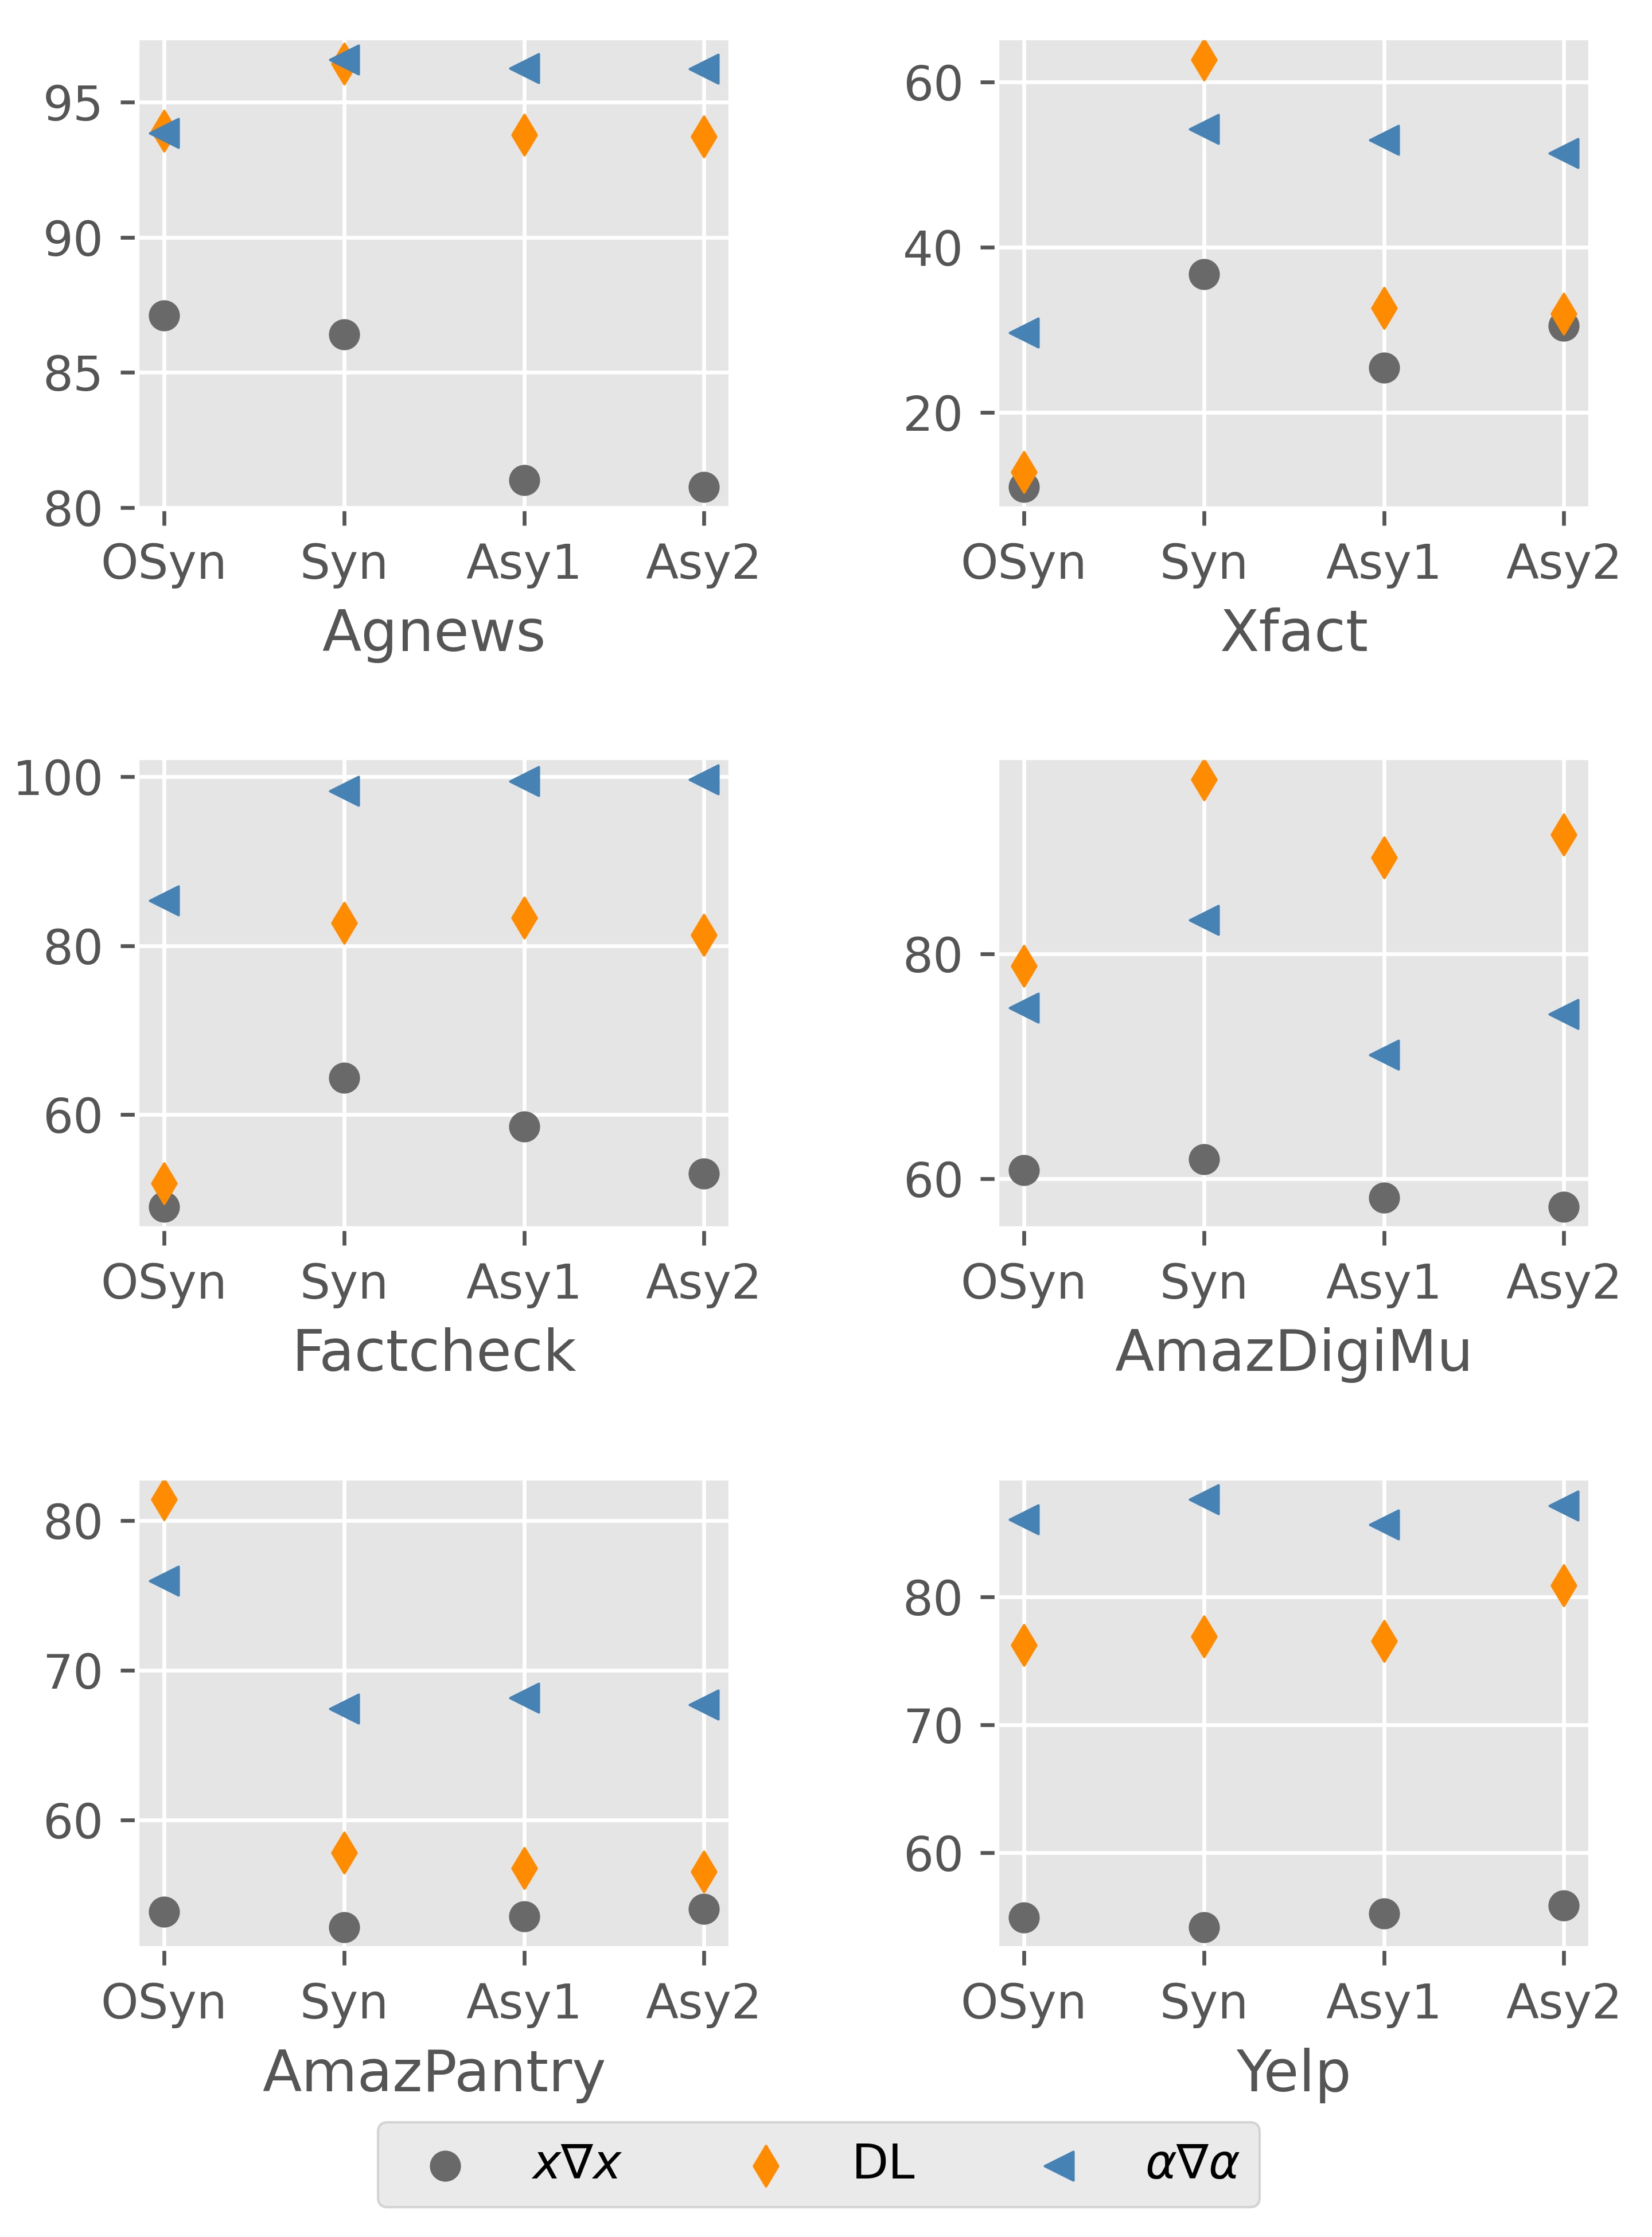 95
90
85
80
OSyn Syn Asy1 Asy2
Agnews
60
40
20
OSyn Syn Asy1 Asy2
Xfact
100
80
60
OSyn Syn Asy1 Asy2
Factcheck
80
60
OSyn Syn Asy1 Asy2
AmazDigiMu
80
70
60
OSyn Syn Asy1 Asy2
AmazPantry
80
70
60
OSyn Syn Asy1 Asy2
Yelp
x∇x DL α∇α